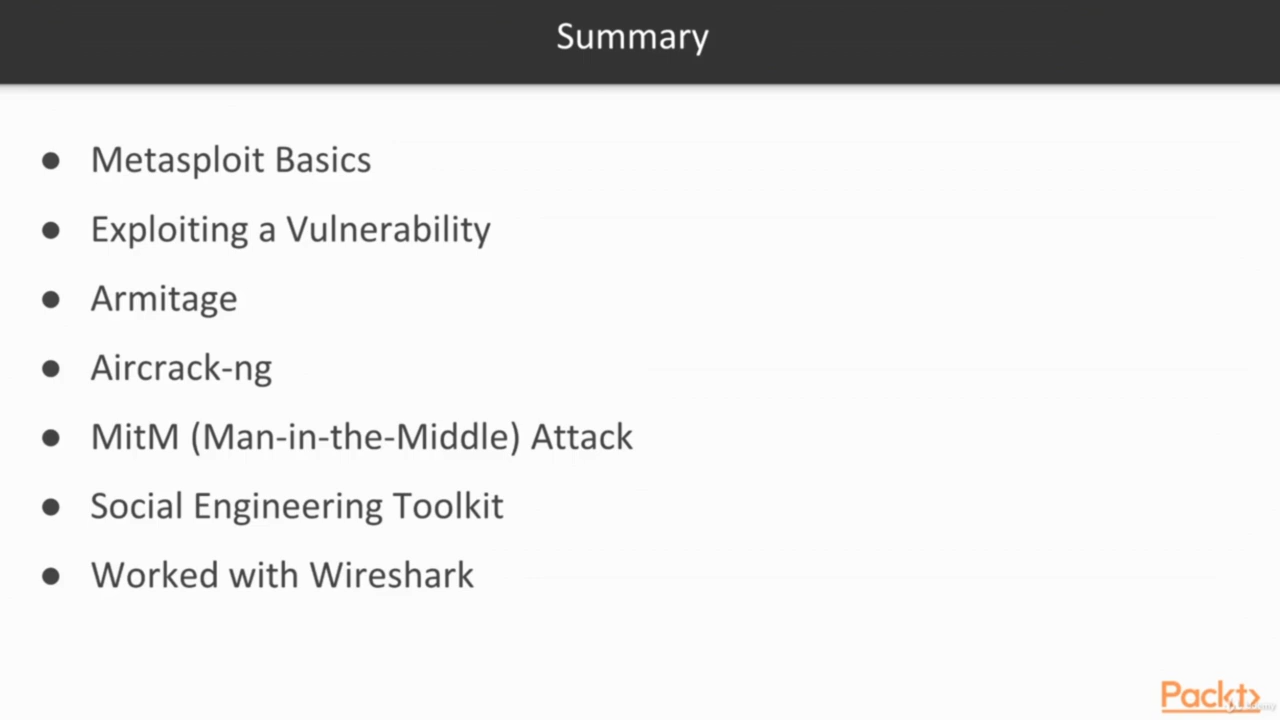 Summary
● Metasploit Basics
● Exploiting a Vulnerability
● Armitage
● Aircrack-ng
● MitM (Man-in-the-Middle) Attack
● Social Engineering Toolkit
● Worked with Wireshark
Packt>